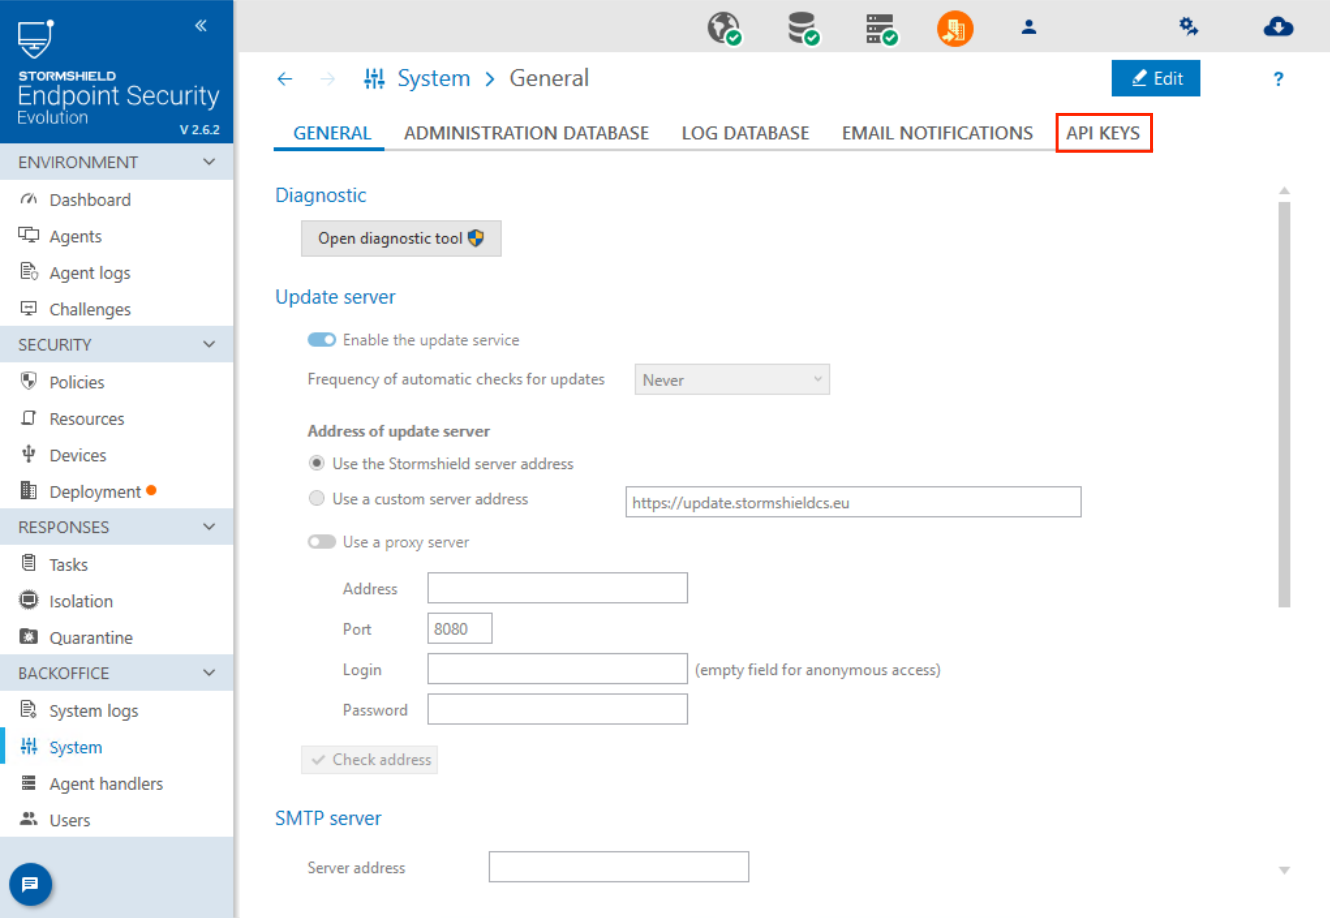 STORMSHIELD
Endpoint Security
Evolution
V 2.6.2
ENVIRONMENT
Dashboard
Agents
Agent logs
Challenges
SECURITY
Policies
Resources
Devices
Deployment
RESPONSES
Tasks
Isolation
Quarantine
BACKOFFICE
System logs
System
Agent handlers
Users
System > General
Edit
?
GENERAL ADMINISTRATION DATABASE LOG DATABASE EMAIL NOTIFICATIONS API KEYS
Diagnostic
Open diagnostic tool
Update server
Enable the update service
Frequency of automatic checks for updates Never
Address of update server
Use the Stormshield server address
Use a custom server address https://update.stormshieldcs.eu
Use a proxy server
Address
Port 8080
Login (empty field for anonymous access)
Password
Check address
SMTP server
Server address